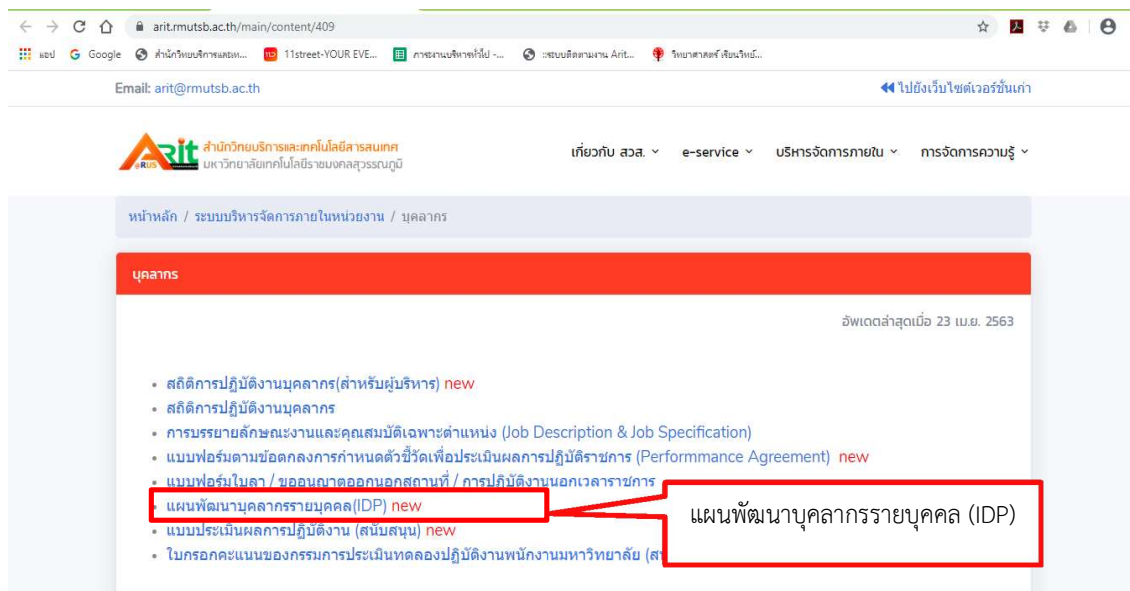 arit.rmutsb.ac.th/main/content/409
แอป Google สำนักวิทยบริการและเท... 11street-YOUR EVE... ::ระบบติดตามงาน Arit... วิทยาศาสตร์ เรียนวิทย์...
Email: arit@rmutsb.ac.th ไปยังเว็บไซต์เวอร์ชั่นเก่า
Arit eRUS สำนักวิทยบริการและเทคโนโลยีสารสนเทศ
มหาวิทยาลัยเทคโนโลยีราชมงคลสุวรรณภูมิ
เกี่ยวกับ สวส. e-service บริหารจัดการภายใน การจัดการความรู้
หน้าหลัก / ระบบบริหารจัดการภายในหน่วยงาน / บุคลากร
บุคลากร
อัพเดตล่าสุดเมื่อ 23 เม.ย. 2563
สถิติการปฏิบัติงานบุคลากร(สำหรับผู้บริหาร) new
สถิติการปฏิบัติงานบุคลากร
การบรรยายลักษณะงานและคุณสมบัติเฉพาะตำแหน่ง (Job Description & Job Specification)
แบบฟอร์มตามข้อตกลงการกำหนดตัวชี้วัดเพื่อประเมินผลการปฏิบัติราชการ (Performmance Agreement) new
แบบฟอร์มใบลา / ขออนุญาตออกนอกสถานที่ / การปฏิบัติงานนอกเวลาราชการ
แผนพัฒนาบุคลากรรายบุคคล(IDP) new
แผนพัฒนาบุคลากรรายบุคคล (IDP)
แบบประเมินผลการปฏิบัติงาน (สนับสนุน) new
ใบกรอกคะแนนของกรรมการประเมินทดลองปฏิบัติงานพนักงานมหาวิทยาลัย